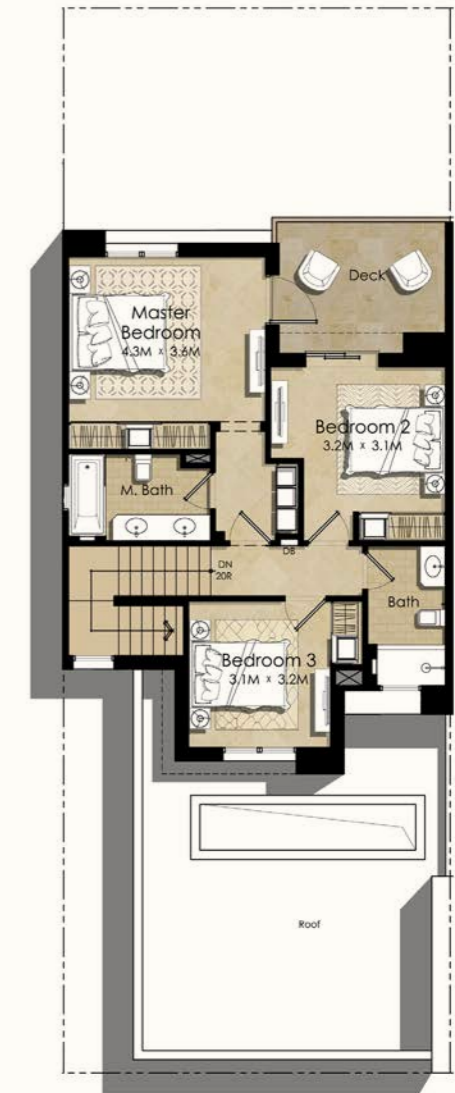 Deck
Master
Bedroom
4.3M x 3.6M
Bedroom 2
3.2M x 3.1M
M. Bath
DB
DN
20R
Bath
Bedroom 3
3.1M x 3.2M
Roof